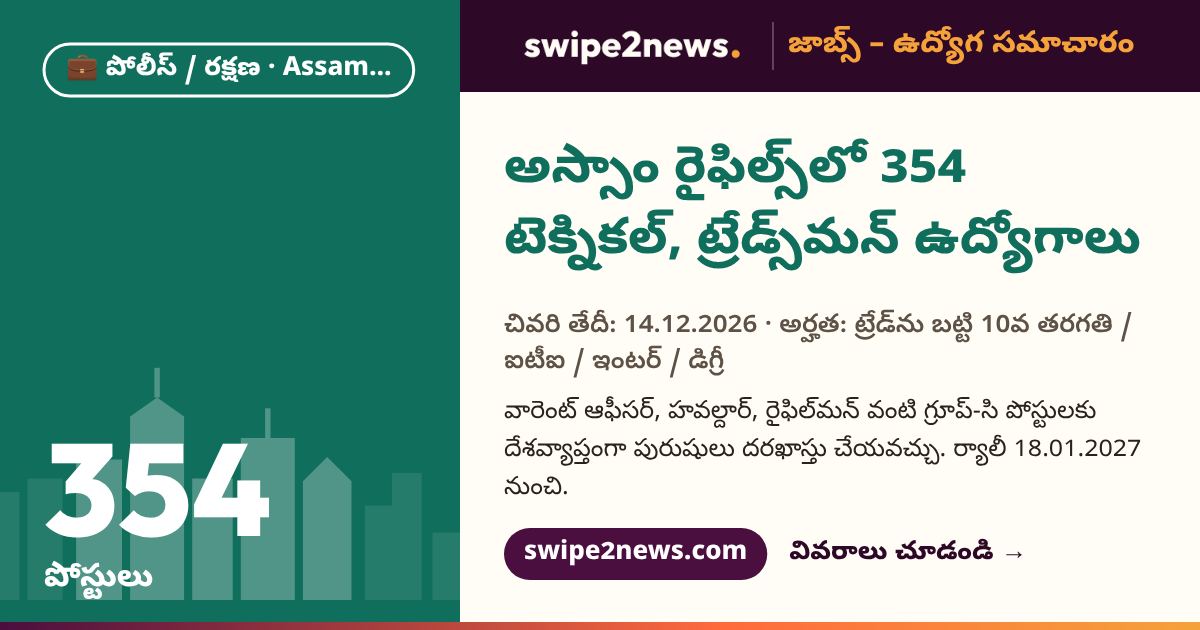 💼 పోలీస్ / రక్షణ · Assam...
354
పోస్టులు
swipe2news.
జాబ్స్ – ఉద్యోగ సమాచారం
అస్సాం రైఫిల్స్‌లో 354
టెక్నికల్, ట్రేడ్స్‌మన్ ఉద్యోగాలు
చివరి తేదీ: 14.12.2026 · అర్హత: ట్రేడ్‌ను బట్టి 10వ తరగతి /
ఐటీఐ / ఇంటర్ / డిగ్రీ
వారెంట్ ఆఫీసర్, హవల్దార్, రైఫిల్‌మన్ వంటి గ్రూప్-సి పోస్టులకు
దేశవ్యాప్తంగా పురుషులు దరఖాస్తు చేయవచ్చు. ర్యాలీ 18.01.2027
నుంచి.
swipe2news.com
వివరాలు చూడండి →